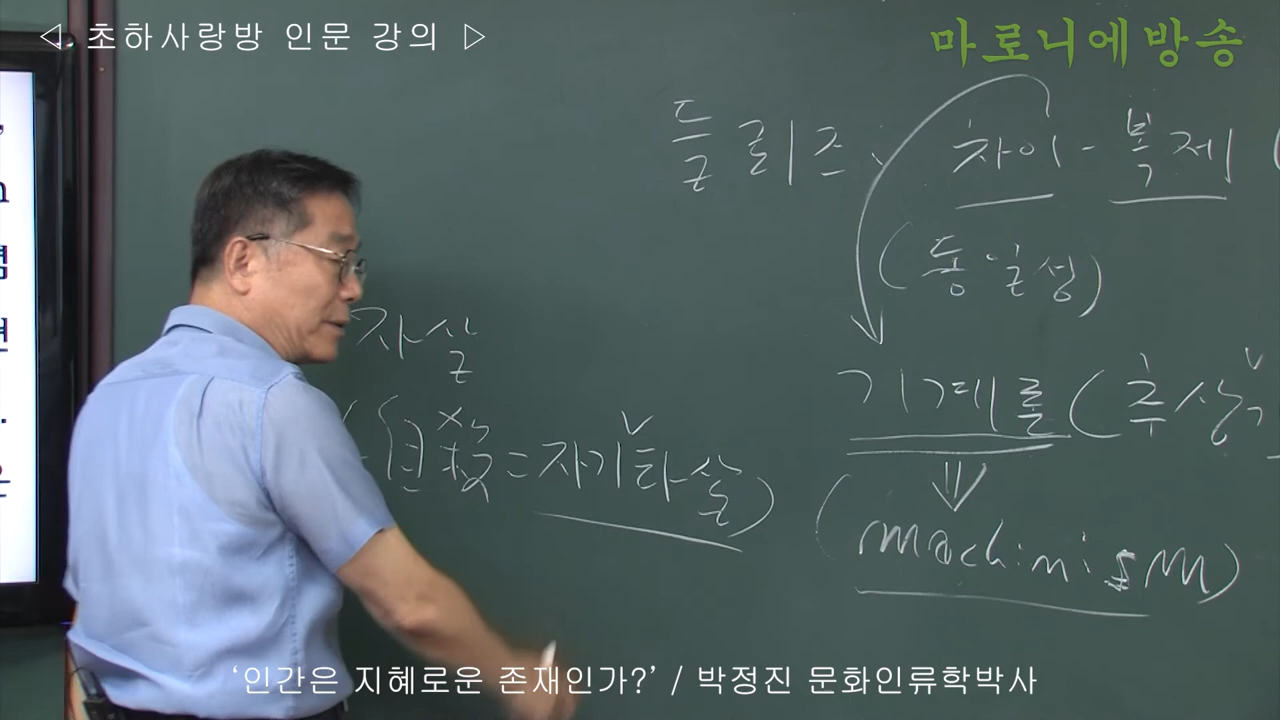 ◁ 초하사랑방 인문 강의 ▷
마로니에방송
들뢰즈: 차이-복제 (
(동일성)
기계론(추상기
(machinism)
자살
(自殺=자기타살)
‘인간은 지혜로운 존재인가?’ / 박정진 문화인류학박사